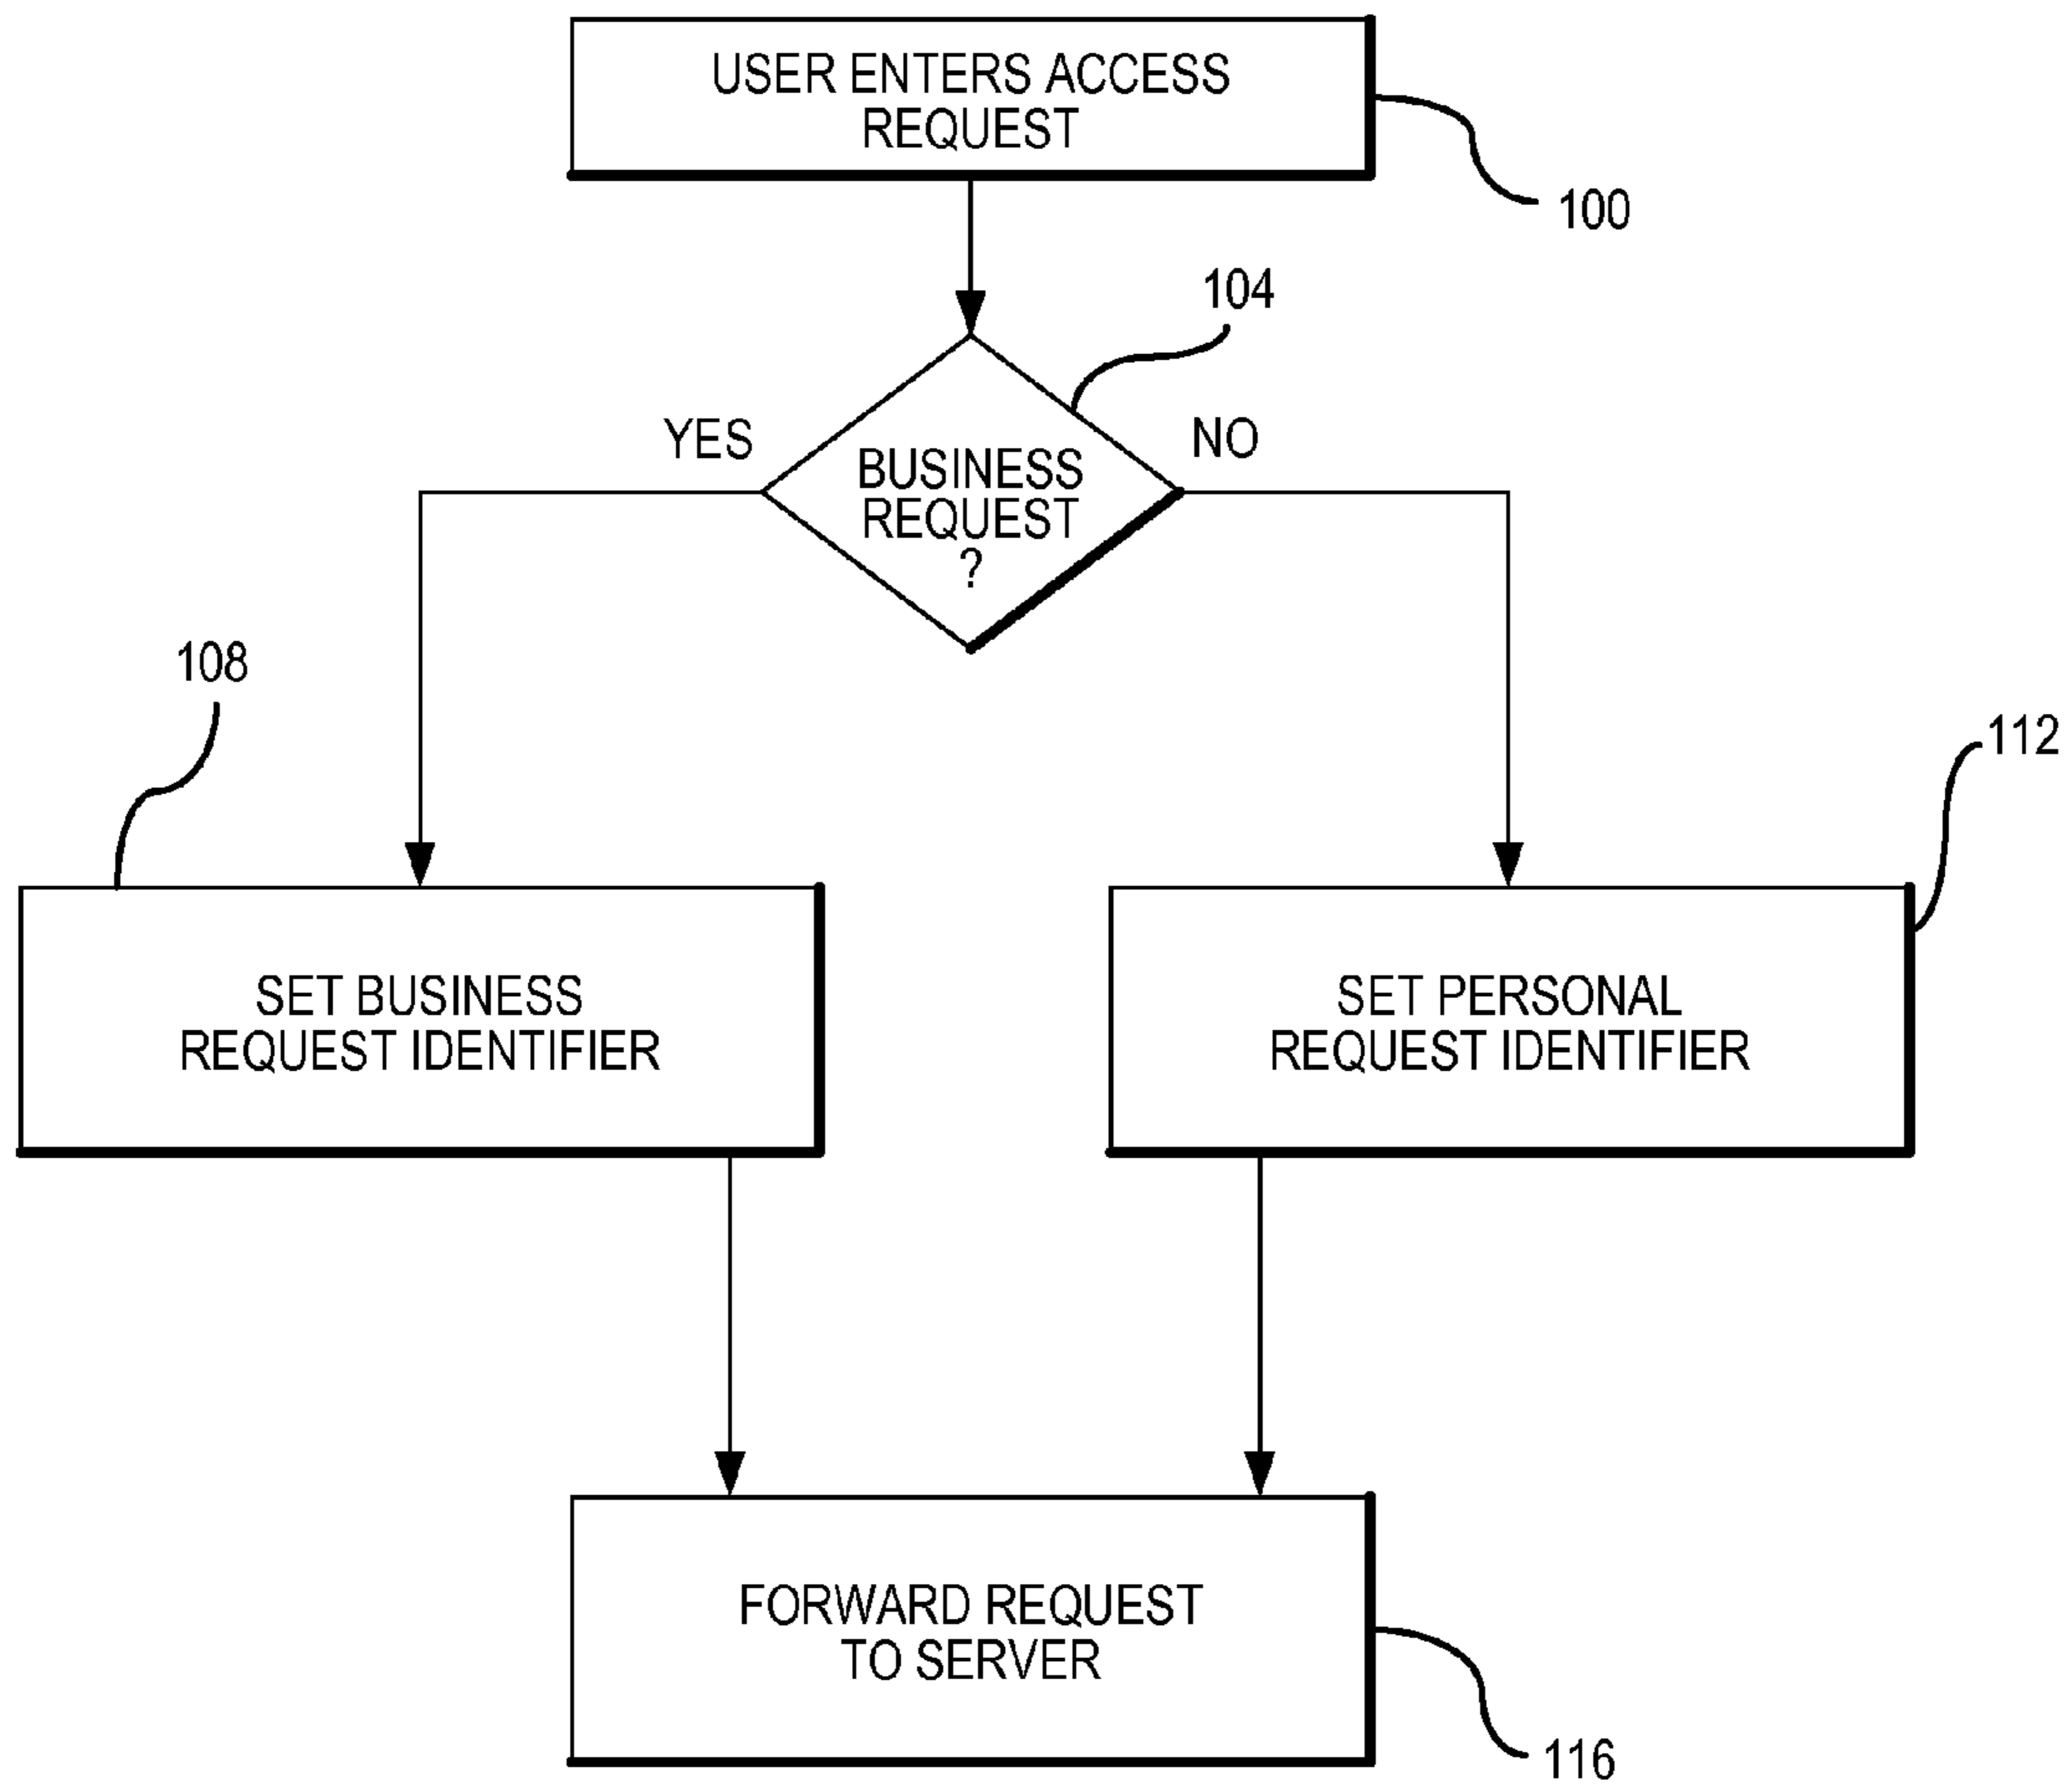 USER ENTERS ACCESS
REQUEST
100
104
YES
NO
BUSINESS
REQUEST
?
108
112
SET BUSINESS
REQUEST IDENTIFIER
SET PERSONAL
REQUEST IDENTIFIER
FORWARD REQUEST
TO SERVER
116